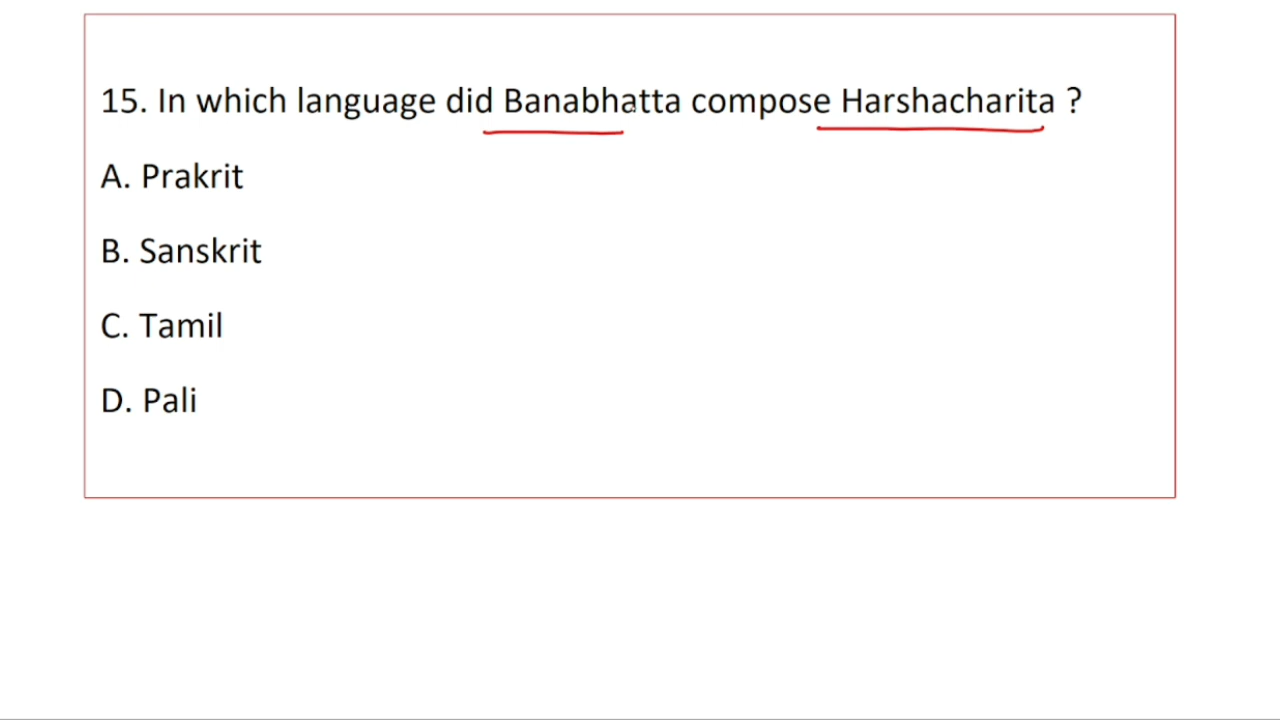 15. In which language did Banabhatta compose Harshacharita ?
A. Prakrit
B. Sanskrit
C. Tamil
D. Pali